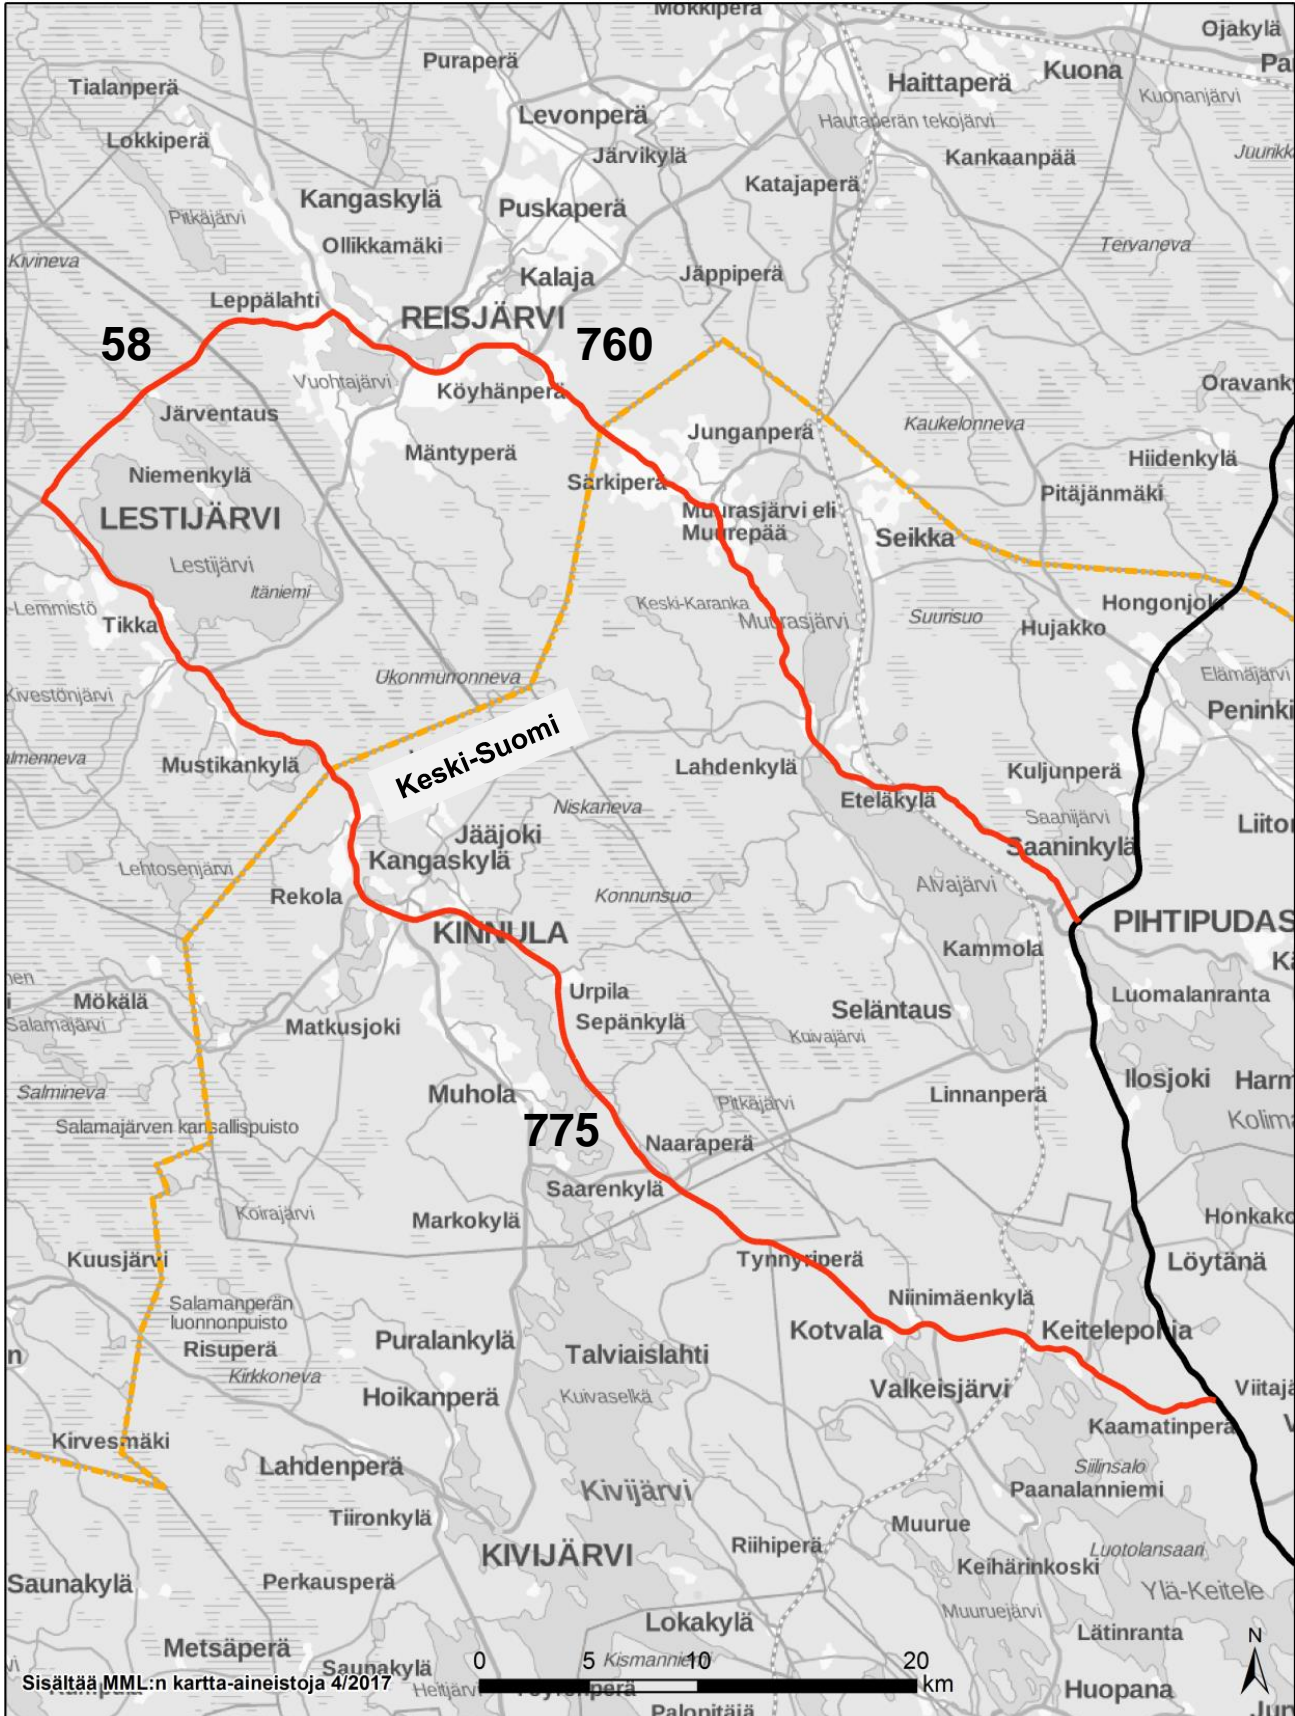 Mökkiperä
Ojakylä
Puraperä
Kuona
Haittaperä
Tialanperä
Kuonanjärvi
Levonperä
Hautaperän tekojärvi
Lokkiperä
Järvikylä
Kankaanpää
Katajaperä
Kangaskylä
Puskaperä
Pitkäjärvi
Ollikkamäki
Tervaneva
Kivineva
Kalaja
Jäppiperä
Leppälahti
REISJÄRVI
58
760
Vuohtajärvi
Köyhänperä
Järventaus
Kaukelonneva
Junganperä
Mäntyperä
Hiidenkylä
Niemenkylä
Särkiperä
Pitäjänmäki
LESTIJÄRVI
Muurasjärvi eli
Muurepää
Seikka
Lestijärvi
Itäniemi
Keski-Karanka
Hongonjoki
-Lemmistö
Tikka
Muurasjärvi
Suurisuo
Hujakko
Ukonmurronneva
Elämäjärvi
Kivestönjärvi
Peninki
Keski-Suomi
Mustikankylä
Lahdenkylä
Kuljunperä
Eteläkylä
Niskaneva
Saanijärvi
Jääjoki
Saaninkylä
Kangaskylä
Lehtosenjärvi
Rekola
Konnunsuo
Alvajärvi
KINNULA
PIHTIPUDAS
Kammola
Urpila
Luomalanranta
Mökälä
Seläntaus
Salamajärvi
Matkusjoki
Sepänkylä
Kuivajärvi
Ilosjoki
Salmineva
Muhola
Linnanperä
Pitkäjärvi
Salamajärven kansallispuisto
775
Naaraperä
Saarenkylä
Koirajärvi
Markokylä
Kuusjärvi
Tynnyriperä
Löytänä
Salamanperän
luonnonpuisto
Niinimäenkylä
Risuperä
Puralankylä
Kotvala
Keitelepohja
Talviaislahti
Kirkkoneva
Hoikanperä
Kuivaselkä
Valkeisjärvi
Kaamatinperä
Kirvesmäki
Lahdenperä
Siilinsalo
Kivijärvi
Paanalanniemi
Tiironkylä
Muurue
KIVIJÄRVI
Riihiperä
Luotolansaari
Keihärinkoski
Saunakylä
Perkausperä
Ylä-Keitele
Muuruejärvi
Lokakylä
Lätinranta
Metsäperä
N
0 5 10 20
km
Kismanniemi
Saunakylä
Sisältää MML:n kartta-aineistoja 4/2017
Huopana